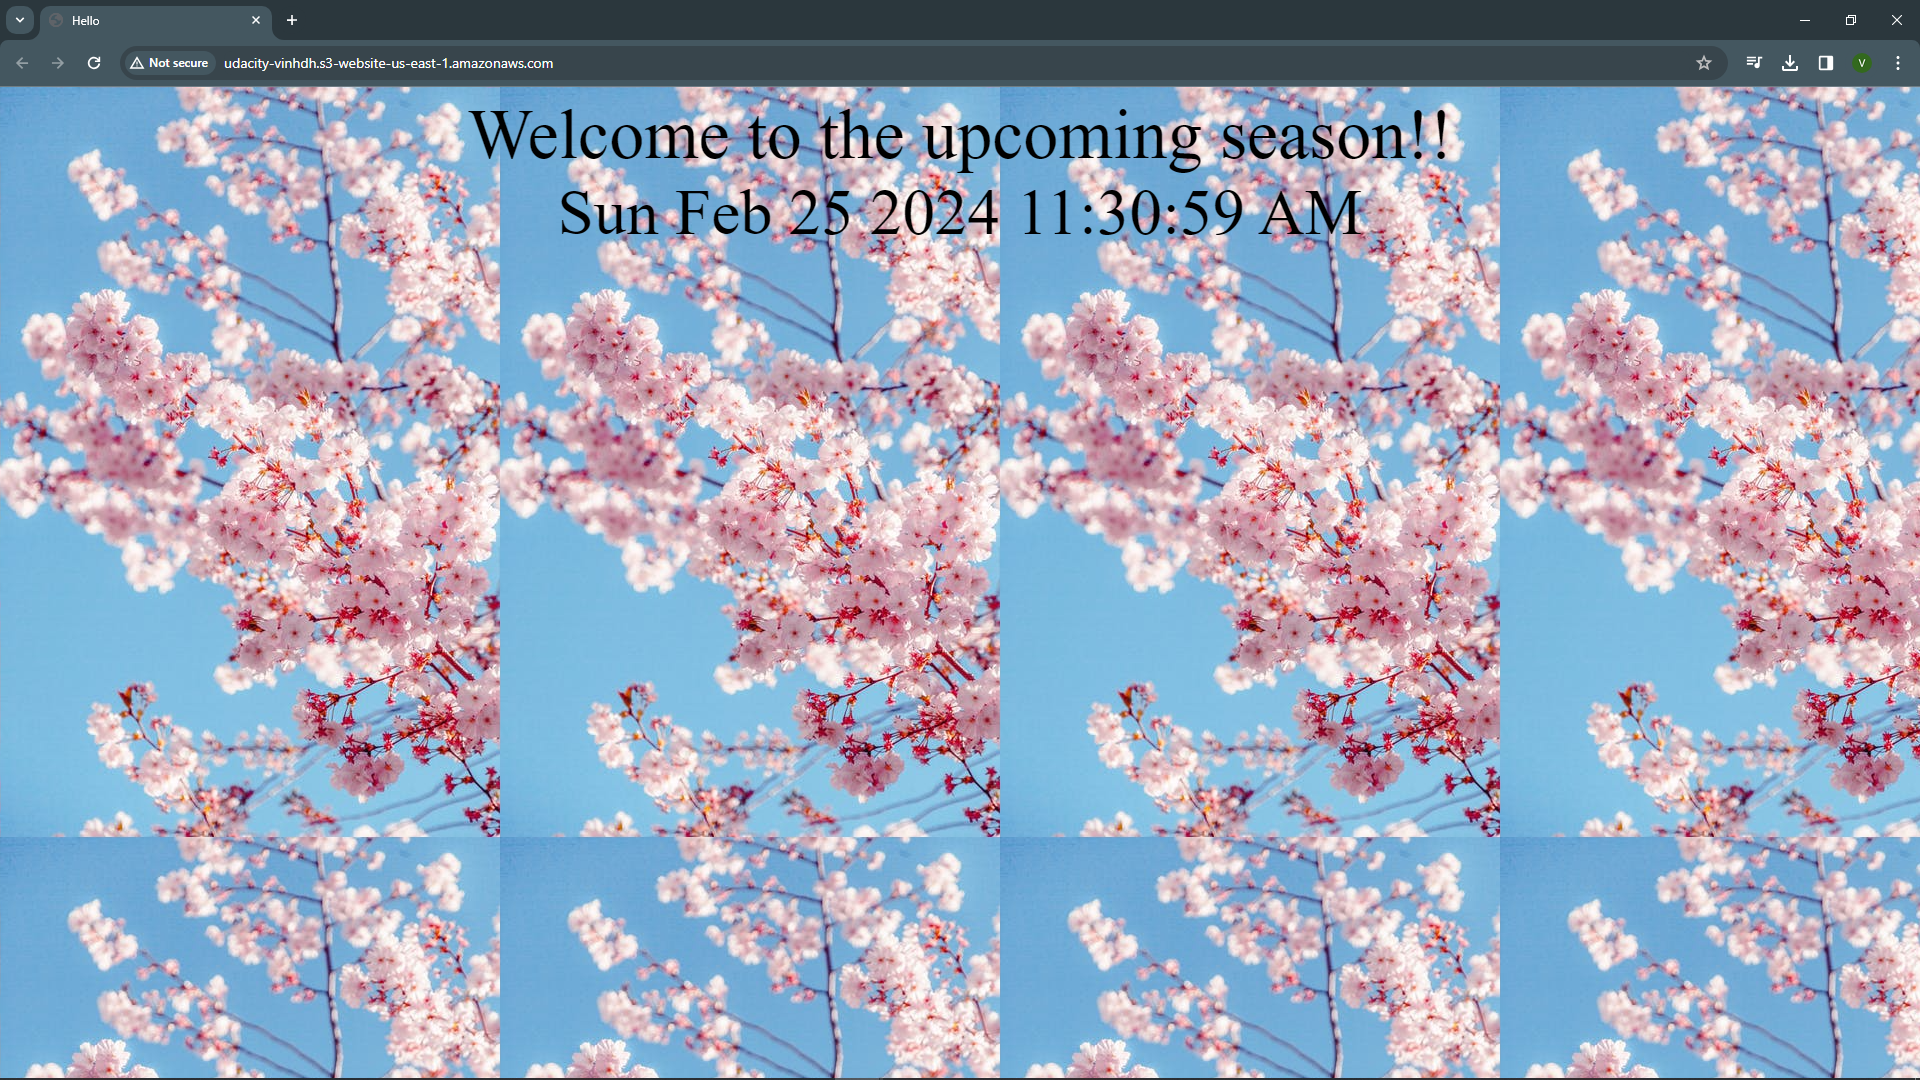 Hello
Not secure
udacity-vinhdh.s3-website-us-east-1.amazonaws.com
V
Welcome to the upcoming season!!
Sun Feb 25 2024 11:30:59 AM